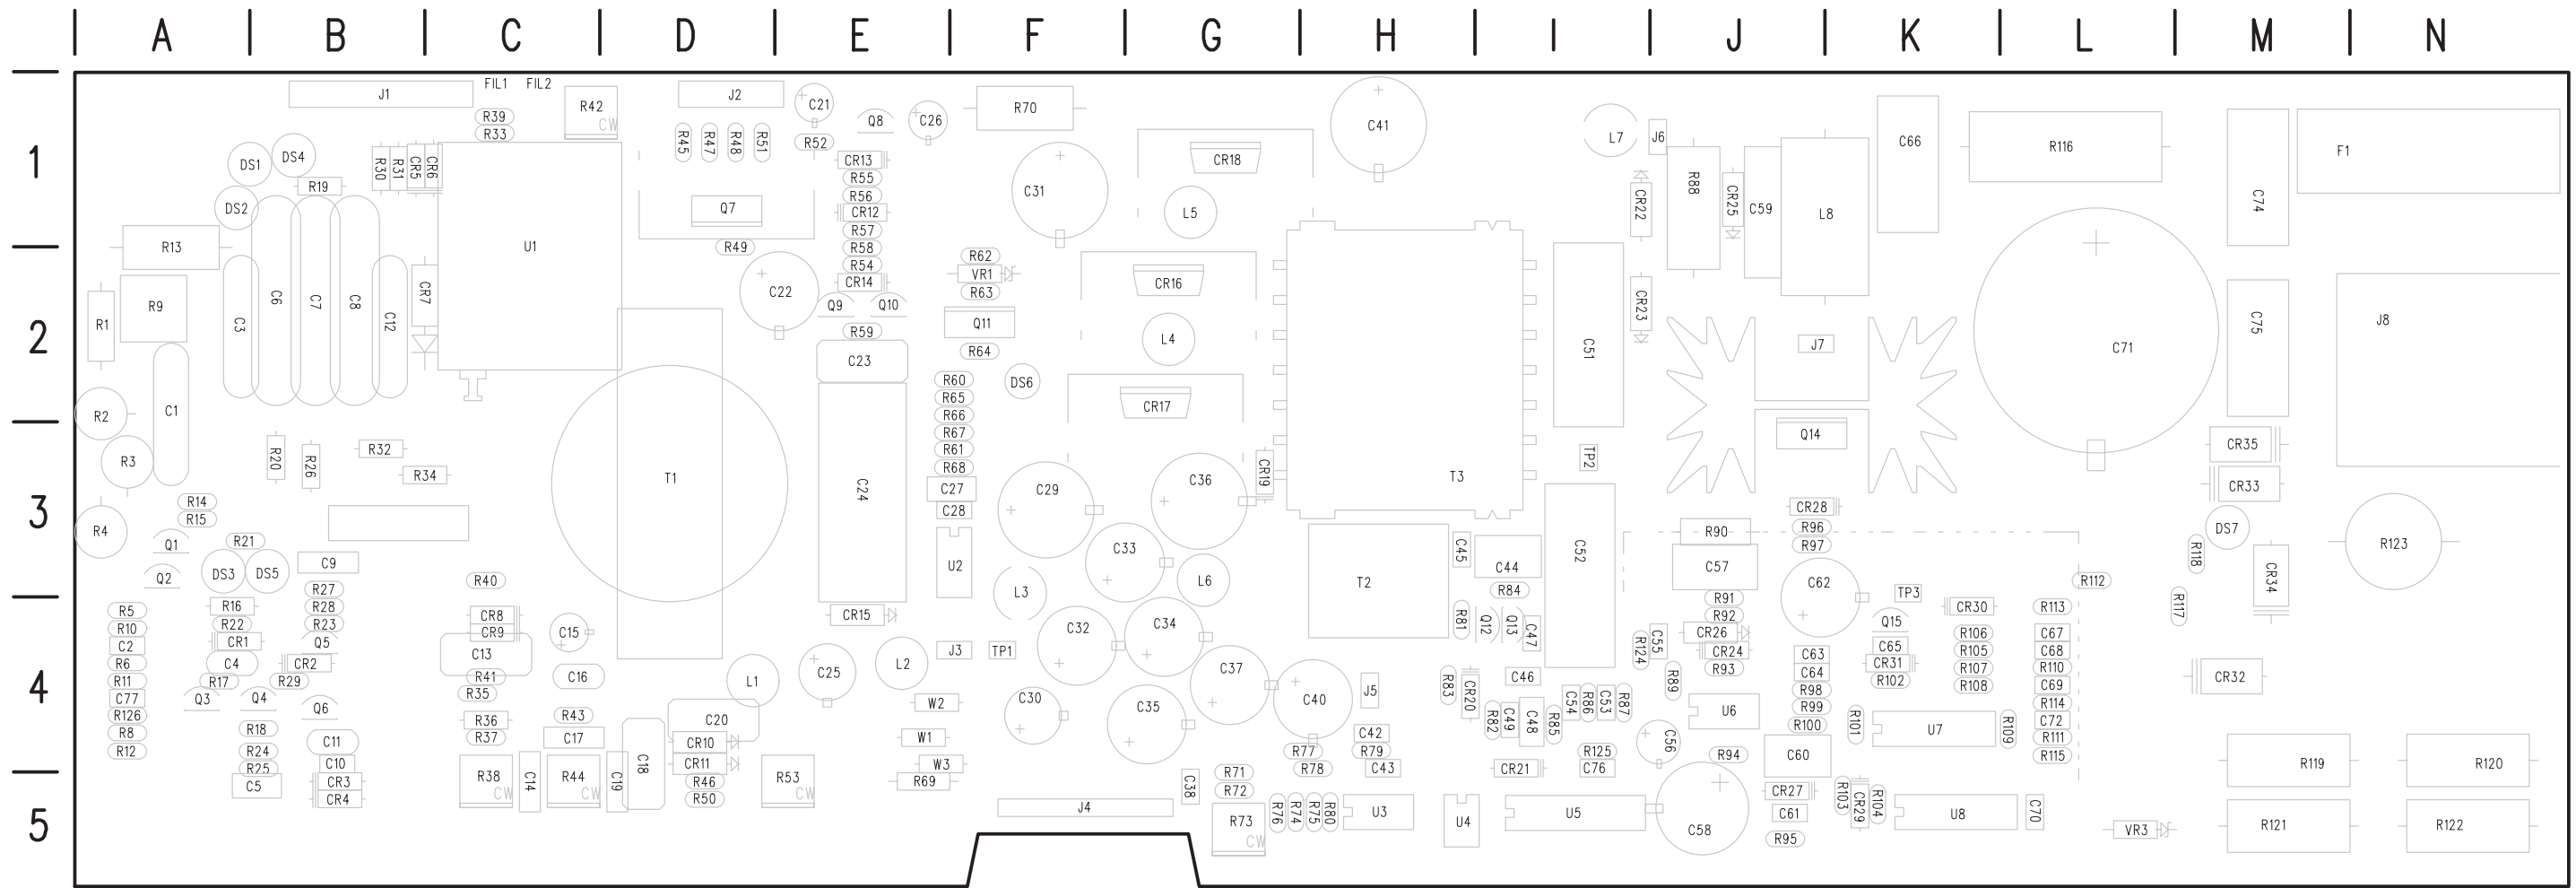 A B C D E F G H I J K L M N
1
J1 FIL1 FIL2 R42 CW J2 C21 Q8 C26 R70 C41 L7 J6 C66 R116 F1
R39
R33
DS1 DS4 R30 R31 CR5 CR6 R45 R47 R48 R51 R52 CR13 CR18
R19 R55 C31 R88 CR25 C59 L8 C74
DS2 Q7 R56 L5 CR22
CR12
R57
R13 U1 R49 R58 R62
R54 VR1
CR14 R63 CR16
2
R1 R9 C3 C6 C7 C8 C12 CR7 C22 Q9 Q10 Q11 L4 C51 CR23 J7 C71 C75 J8
R59
C23 R64
R2 C1 R60 DS6 CR17
R65
R66
R67 Q14
R3 R20 R26 R32 R61 TP2 CR35
R34 T1 R68 CR19 T3 CR33
3
R14 C24 C27 C29 C36 CR28
R15 C28 R96 DS7
R4 Q1 R21 R90 R97 R123
C9 U2 C33 C45 C44 C52 C57 R118
Q2 DS3 DS5 R40 L3 L6 T2 C62 R112 CR34
R27 R84 TP3
R5 R16 R28 CR8 CR15 R91 CR30 R113 R117
R10 R22 R23 CR9 C15 C32 C34 R81 Q12 Q13 C47 R92 Q15
C2 CR1 Q5 R124 C55 CR26 R106 C67
R6 C4 CR2 C13 L2 J3 TP1 CR24 C63 C65 R105 C68
R11 R17 R29 R41 C16 L1 C25 C37 R93 C64 CR31 R107 R110
4
C77 Q3 Q4 R35 W2 C30 C40 J5 R83 CR20 C46 R89 R98 R102 R108 C69 CR32
R126 Q6 R36 R43 C20 C35 R82 C49 C48 R85 C54 R86 C53 R87 U6 R99 R114
R8 R18 R37 C17 W1 C42 R100 R101 U7 R109 C72
R12 R24 C11 CR10 W3 R77 R79 R125 C56 R94 C60 R111
R25 C10 C18 CR11 R78 C43 CR21 C76 R115
C5 CR3 R38 CW C14 R44 CW C19 R46 R53 R69 C38 R71 R119 R120
CR4 R50 R72 CR27
5
J4 R73 CW R76 R74 R75 R80 U3 U4 U5 C58 C61 R103 CR29 R104 U8 C70 VR3 R121 R122
R95